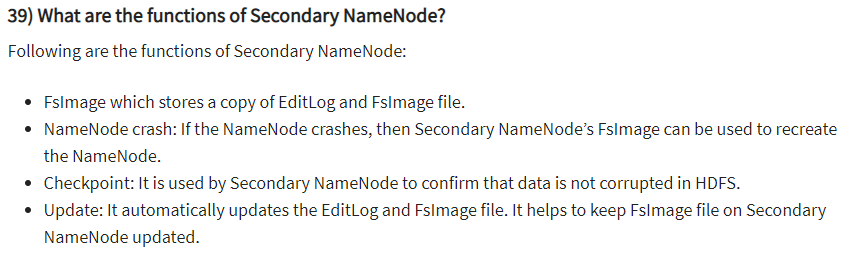 39) What are the functions of Secondary NameNode?
Following are the functions of Secondary NameNode:
• FsImage which stores a copy of EditLog and FsImage file.
• NameNode crash: If the NameNode crashes, then Secondary NameNode’s FsImage can be used to recreate
the NameNode.
• Checkpoint: It is used by Secondary NameNode to confirm that data is not corrupted in HDFS.
• Update: It automatically updates the EditLog and FsImage file. It helps to keep FsImage file on Secondary
NameNode updated.